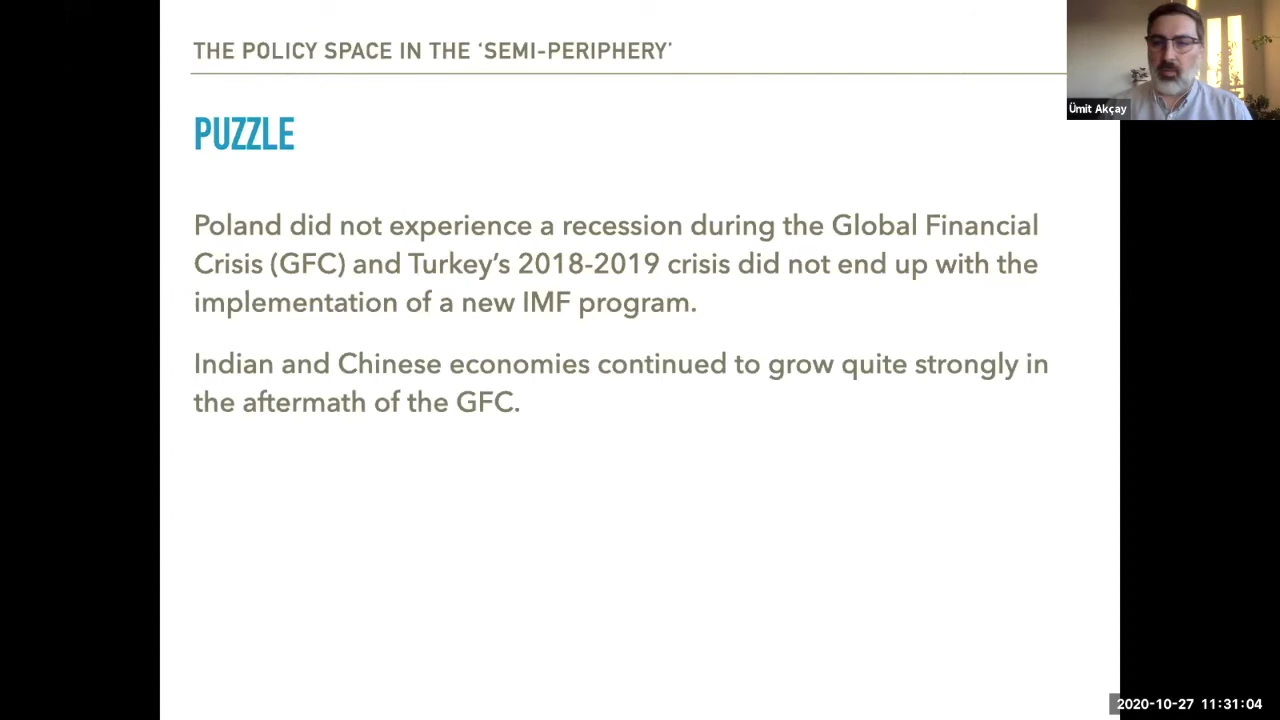 THE POLICY SPACE IN THE ‘SEMI-PERIPHERY’
PUZZLE
Poland did not experience a recession during the Global Financial
Crisis (GFC) and Turkey’s 2018-2019 crisis did not end up with the
implementation of a new IMF program.
Indian and Chinese economies continued to grow quite strongly in
the aftermath of the GFC.
Ümit Akçay
2020-10-27 11:31:04